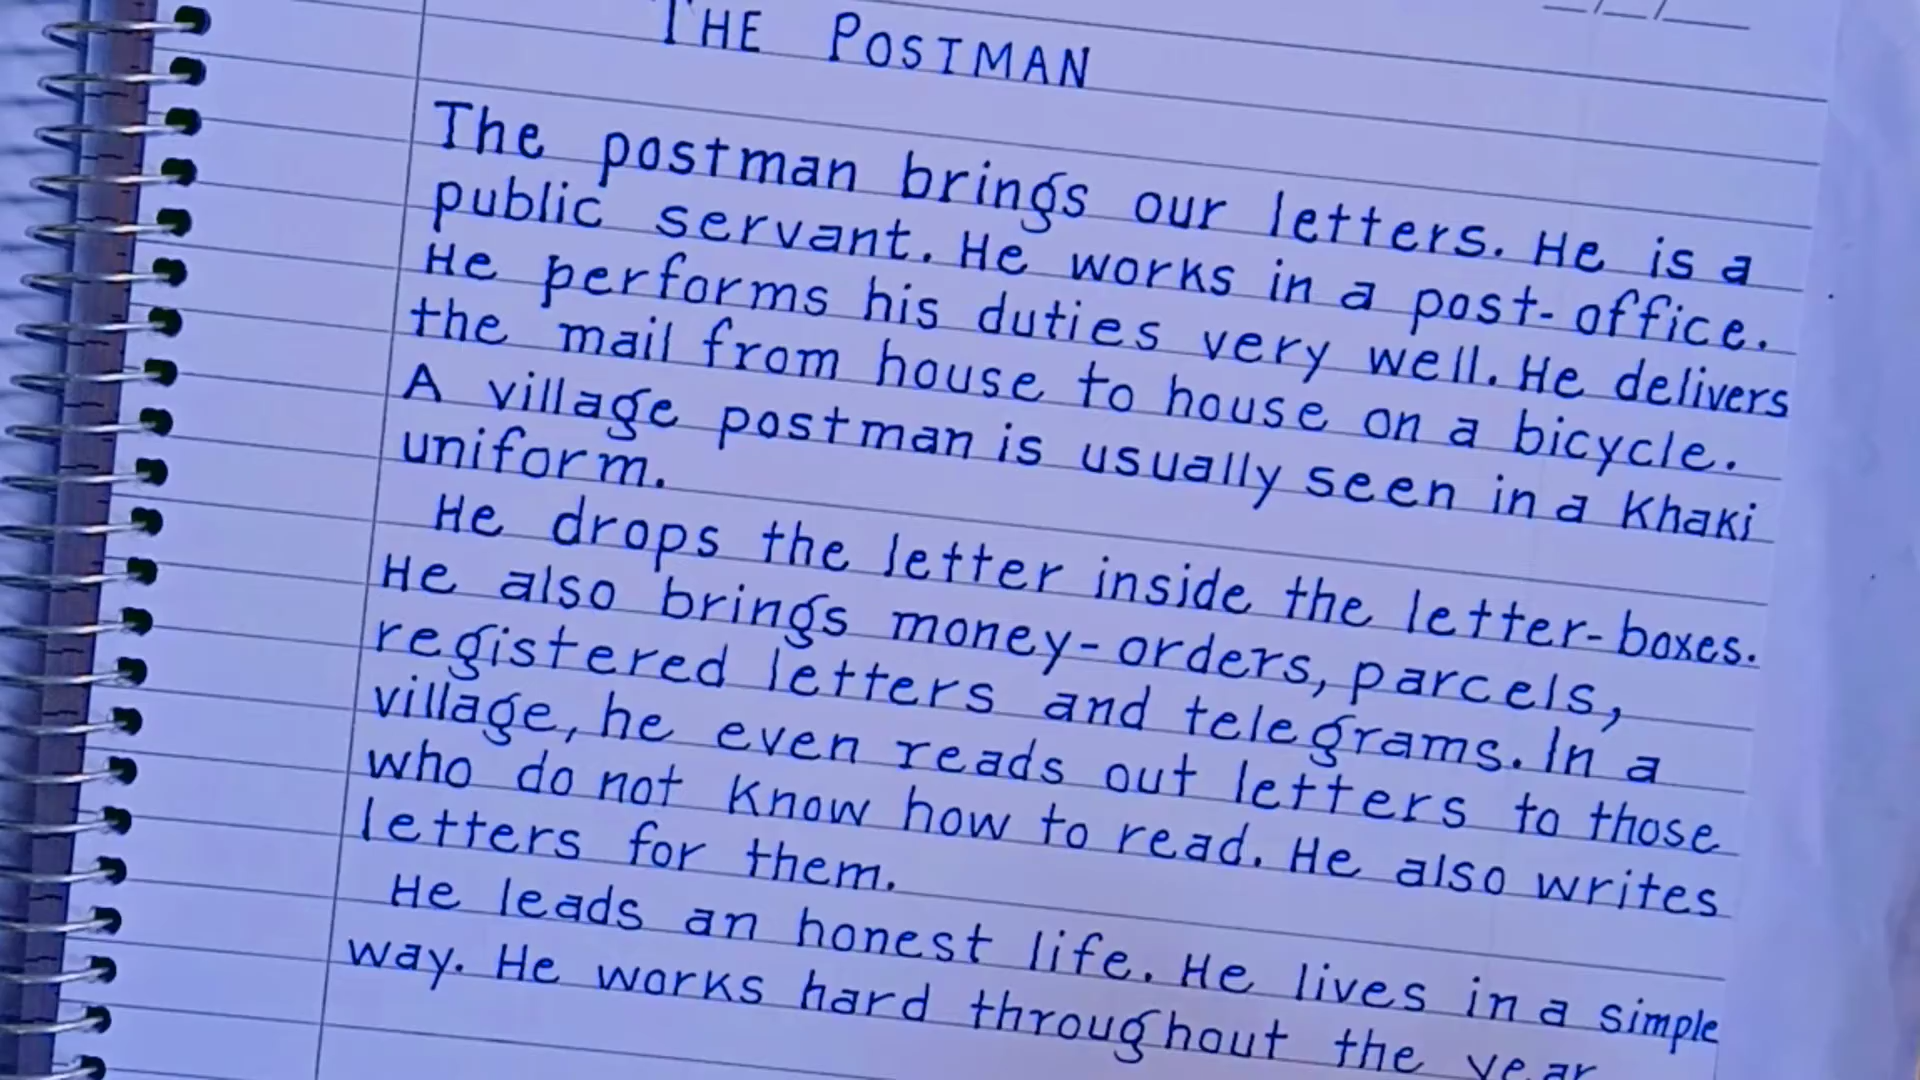 THE POSTMAN
The postman brings our letters. He is a
public servant. He works in a post-office.
He performs his duties very well. He delivers
the mail from house to house on a bicycle.
A village postman is usually seen in a Khaki
uniform.
He drops the letter inside the letter-boxes.
He also brings money-orders, parcels,
registered letters and telegrams. In a
village, he even reads out letters to those
who do not know how to read. He also writes
letters for them.
He leads an honest life. He lives in a simple
way. He works hard throughout the year